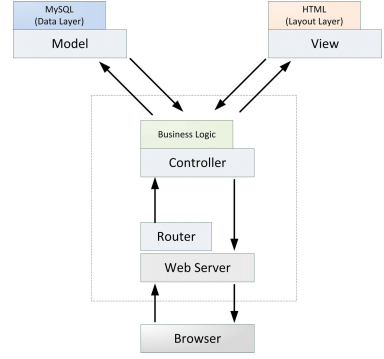 MySQL
(Data Layer)
Model
HTML
(Layout Layer)
View
Business Logic
Controller
Router
Web Server
Browser